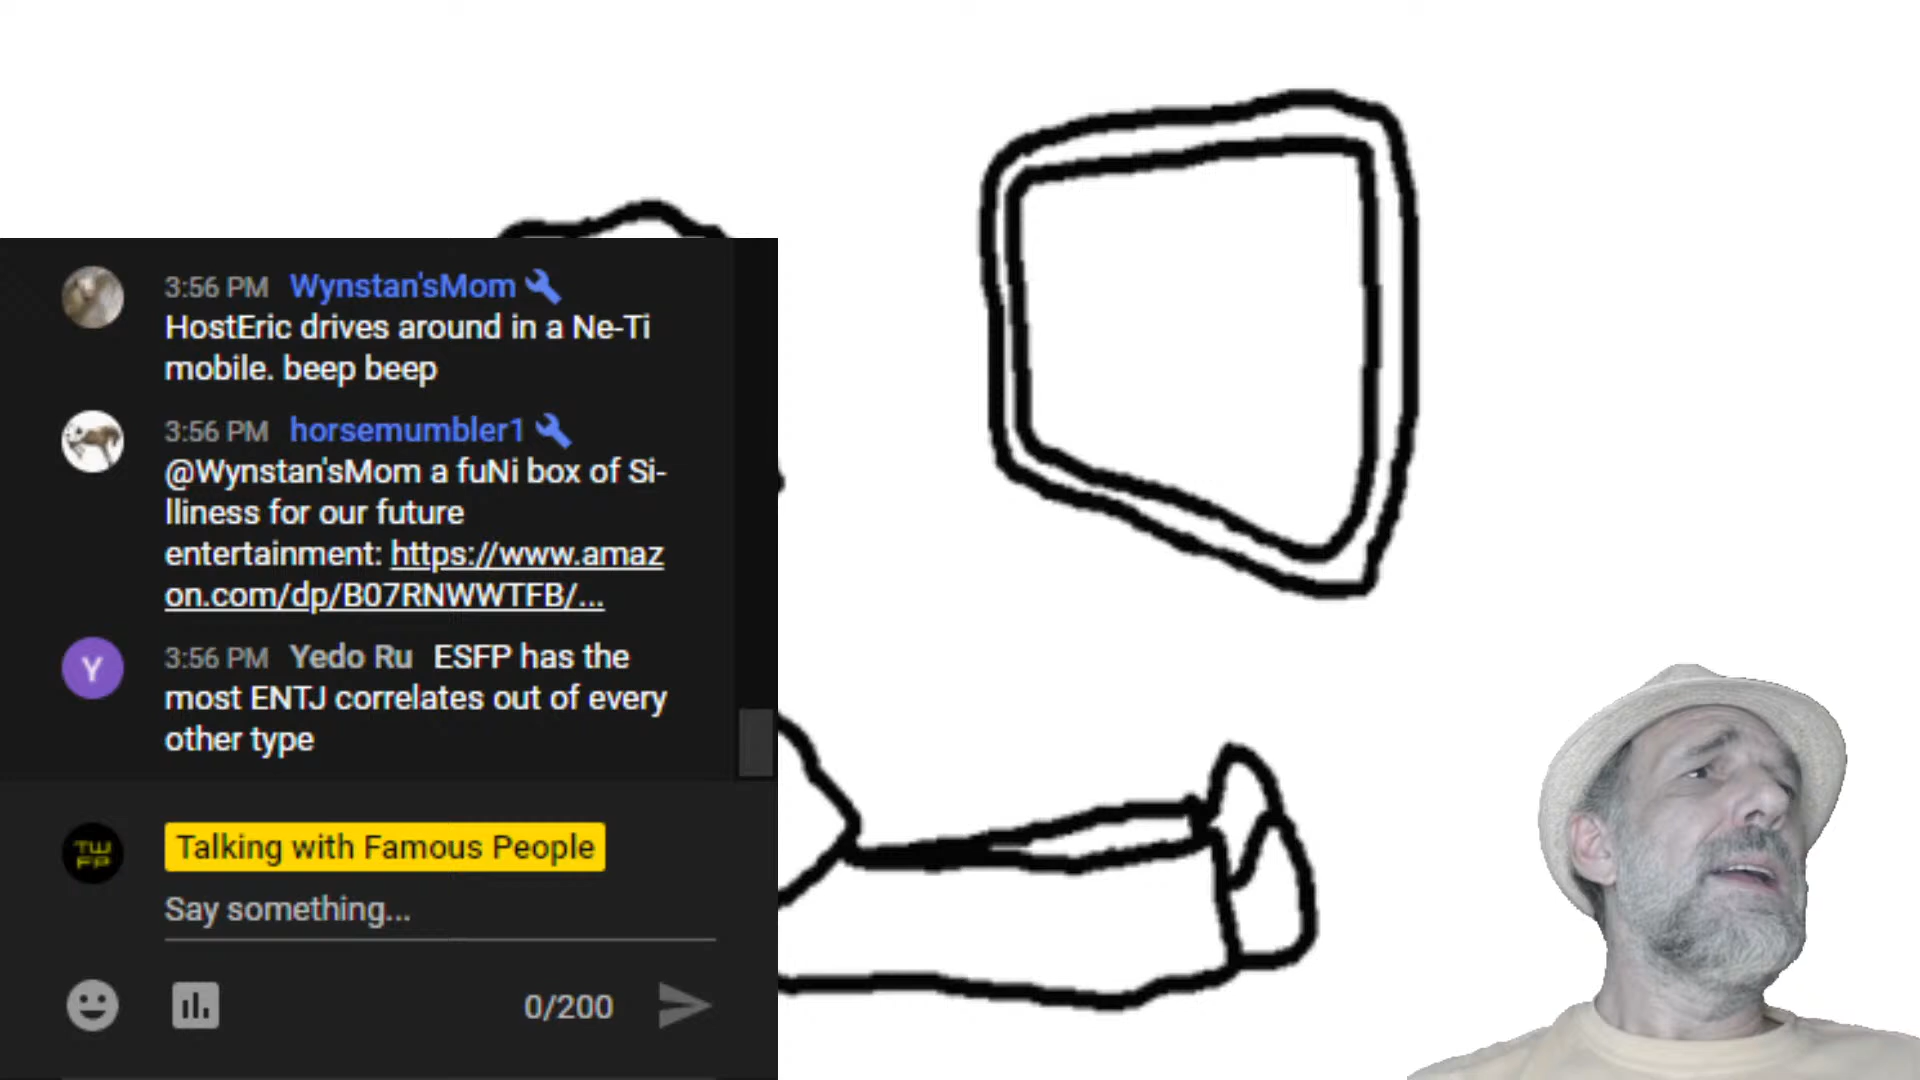 3:56 PM Wynstan'sMom
HostEric drives around in a Ne-Ti
mobile. beep beep
3:56 PM horsemumbler1
@Wynstan'sMom a fuNi box of Si-
lliness for our future
entertainment: https://www.amaz
on.com/dp/B07RNWWTFB/...
Y
3:56 PM Yedo Ru ESFP has the
most ENTJ correlates out of every
other type
TW
FP
Talking with Famous People
Say something...
0/200